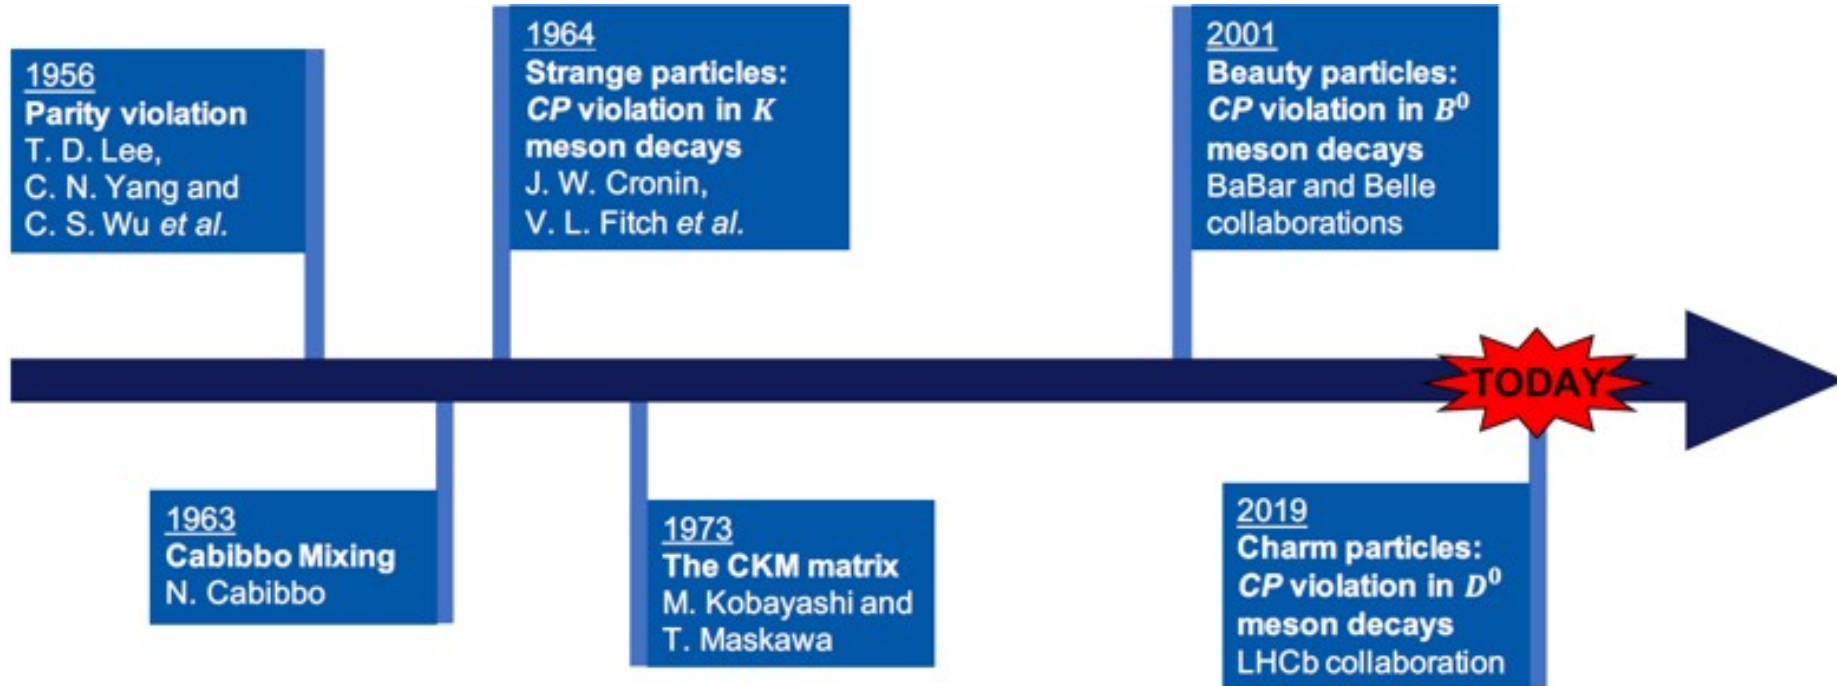 1956
Parity violation
T. D. Lee,
C. N. Yang and
C. S. Wu et al.
1963
Cabibbo Mixing
N. Cabibbo
1964
Strange particles:
CP violation in K
meson decays
J. W. Cronin,
V. L. Fitch et al.
1973
The CKM matrix
M. Kobayashi and
T. Maskawa
2001
Beauty particles:
CP violation in B⁰
meson decays
BaBar and Belle
collaborations
TODAY
2019
Charm particles:
CP violation in D⁰
meson decays
LHCb collaboration